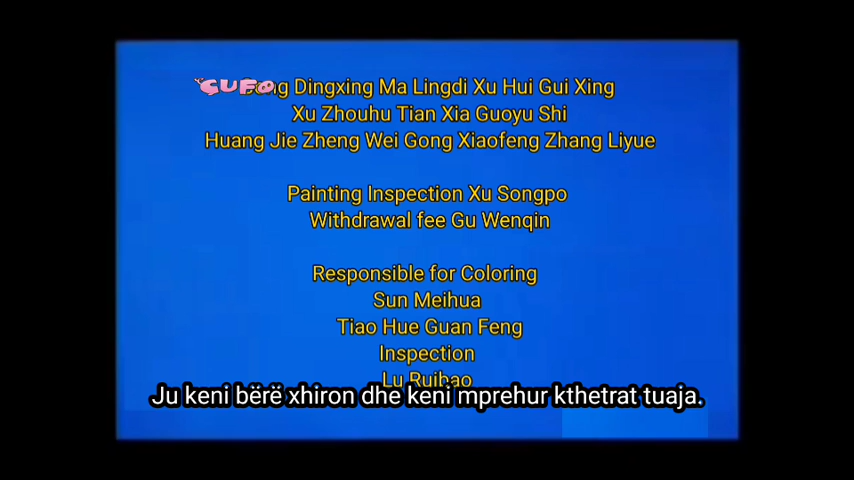 CUFO
Dingxing Ma Lingdi Xu Hui Gui Xing
Xu Zhouhu Tian Xia Guoyu Shi
Huang Jie Zheng Wei Gong Xiaofeng Zhang Liyue
Painting Inspection Xu Songpo
Withdrawal fee Gu Wenqin
Responsible for Coloring
Sun Meihua
Tiao Hue Guan Feng
Inspection
Lu Ruibao
Ju keni bërë xhiron dhe keni mprehur kthetrat tuaja.